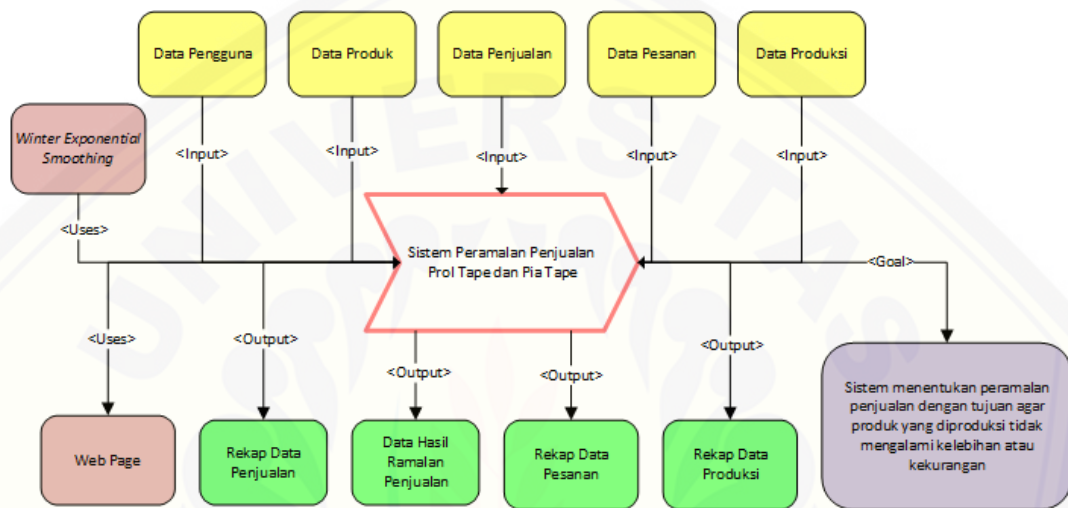 Data Pengguna
Data Produk
Data Penjualan
Data Pesanan
Data Produksi
Winter Exponential
Smoothing
<Input>
<Input>
<Input>
<Input>
<Input>
<Uses>
Sistem Peramalan Penjualan
Prol Tape dan Pia Tape
<Goal>
<Uses>
<Output>
<Output>
<Output>
<Output>
Web Page
Rekap Data
Penjualan
Data Hasil
Ramalan
Penjualan
Rekap Data
Pesanan
Rekap Data
Produksi
Sistem menentukan peramalan
penjualan dengan tujuan agar
produk yang diproduksi tidak
mengalami kelebihan atau
kekurangan
UNIVERSITAS